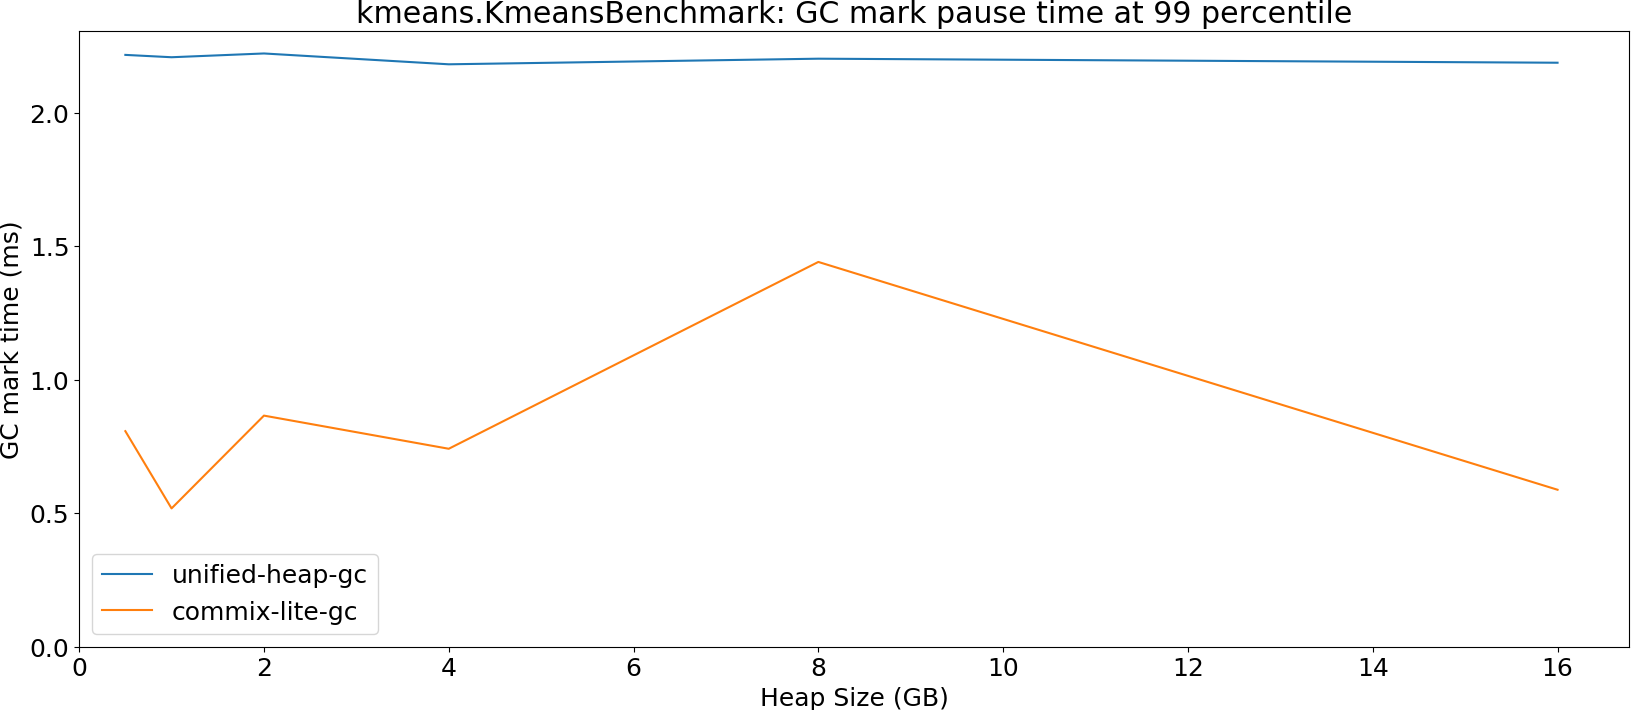 kmeans.KmeansBenchmark: GC mark pause time at 99 percentile
GC mark time (ms)
2.0
1.5
1.0
0.5
0.0
unified-heap-gc
commix-lite-gc
0 2 4 6 8 10 12 14 16
Heap Size (GB)